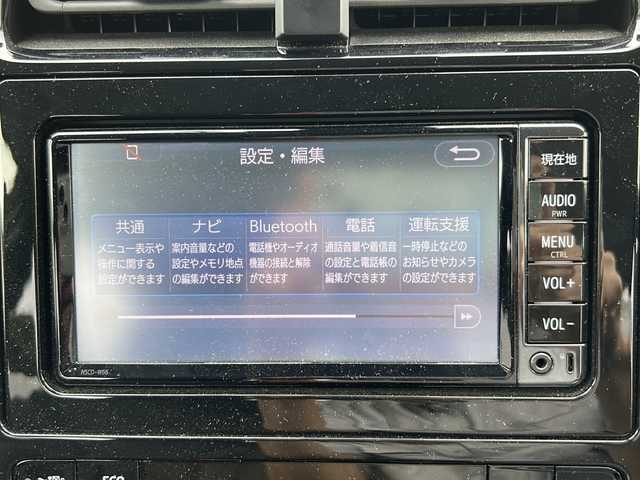 設定・編集
共通
メニュー表示や
操作に関する
設定ができます
ナビ
案内音量などの
設定やメモリ地点
の編集ができます
Bluetooth
電話機やオーディオ
機器の接続と解除
ができます
電話
通話音量や着信音
の設定と電話帳の
編集ができます
運転支援
一時停止などの
お知らせやカメラ
の設定ができます
NSCD-W66
現在地
AUDIO
PWR
MENU
CTRL
VOL+
VOL-